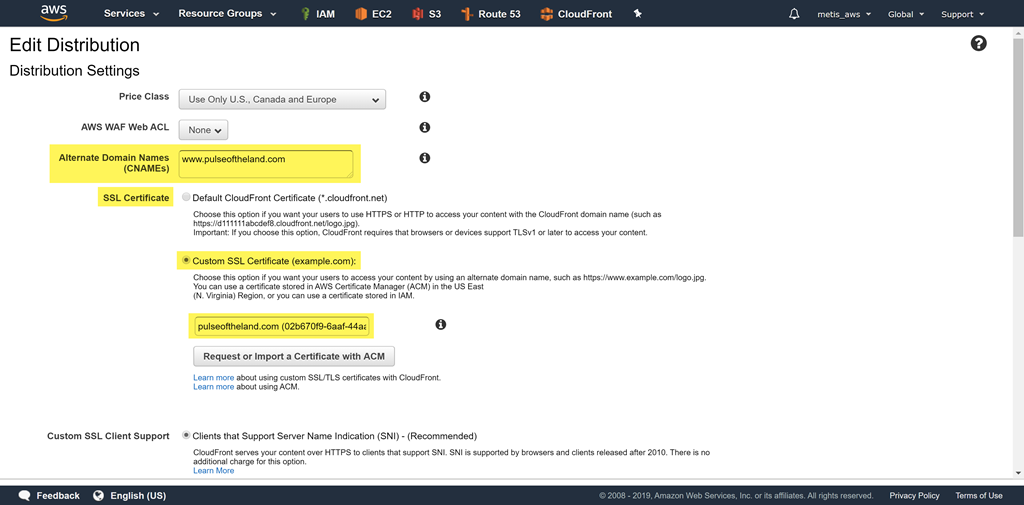 aws Services Resource Groups IAM EC2 S3 Route 53 CloudFront metis_aws Global Support
Edit Distribution
Distribution Settings
Price Class Use Only U.S., Canada and Europe
AWS WAF Web ACL None
Alternate Domain Names
(CNAMEs)
www.pulseoftheland.com
SSL Certificate Default CloudFront Certificate (*.cloudfront.net)
Choose this option if you want your users to use HTTPS or HTTP to access your content with the CloudFront domain name (such as
https://d111111abcdef8.cloudfront.net/logo.jpg).
Important: If you choose this option, CloudFront requires that browsers or devices support TLSv1 or later to access your content.
Custom SSL Certificate (example.com):
Choose this option if you want your users to access your content by using an alternate domain name, such as https://www.example.com/logo.jpg.
You can use a certificate stored in AWS Certificate Manager (ACM) in the US East
(N. Virginia) Region, or you can use a certificate stored in IAM.
pulseoftheland.com (02b670f9-6aaf-44aa
Request or Import a Certificate with ACM
Learn more about using custom SSL/TLS certificates with CloudFront.
Learn more about using ACM.
Custom SSL Client Support Clients that Support Server Name Indication (SNI) - (Recommended)
CloudFront serves your content over HTTPS to clients that support SNI. SNI is supported by browsers and clients released after 2010. There is no
additional charge for this option.
Learn More
Feedback English (US) © 2008 - 2019, Amazon Web Services, Inc. or its affiliates. All rights reserved. Privacy Policy Terms of Use